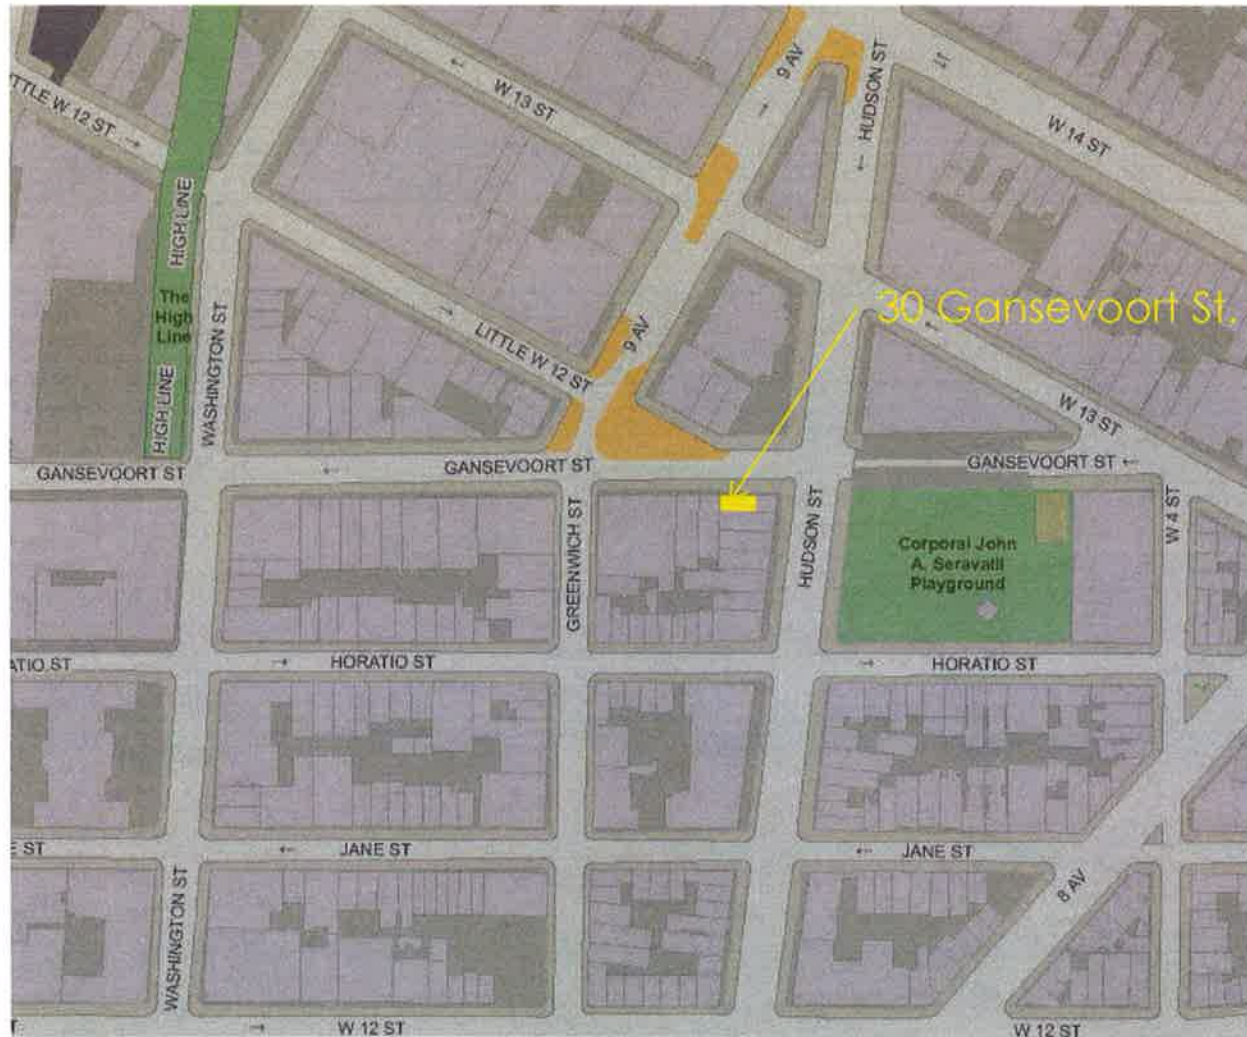 9 AV
HUDSON ST
W 13 ST
W 14 ST
W 12 ST
HIGH LINE
The
High
Line
HIGH LINE
WASHINGTON ST
LITTLE W 12 ST
9 AV
30 Gansevoort St.
W 13 ST
GANSEVOORT ST
GANSEVOORT ST
GANSEVOORT ST
GREENWICH ST
HUDSON ST
Corporal John
A. Seravalli
Playground
W 4 ST
ATIO ST
HORATIO ST
HORATIO ST
E ST
JANE ST
JANE ST
8 AV
WASHINGTON ST
T
W 12 ST
W 12 ST